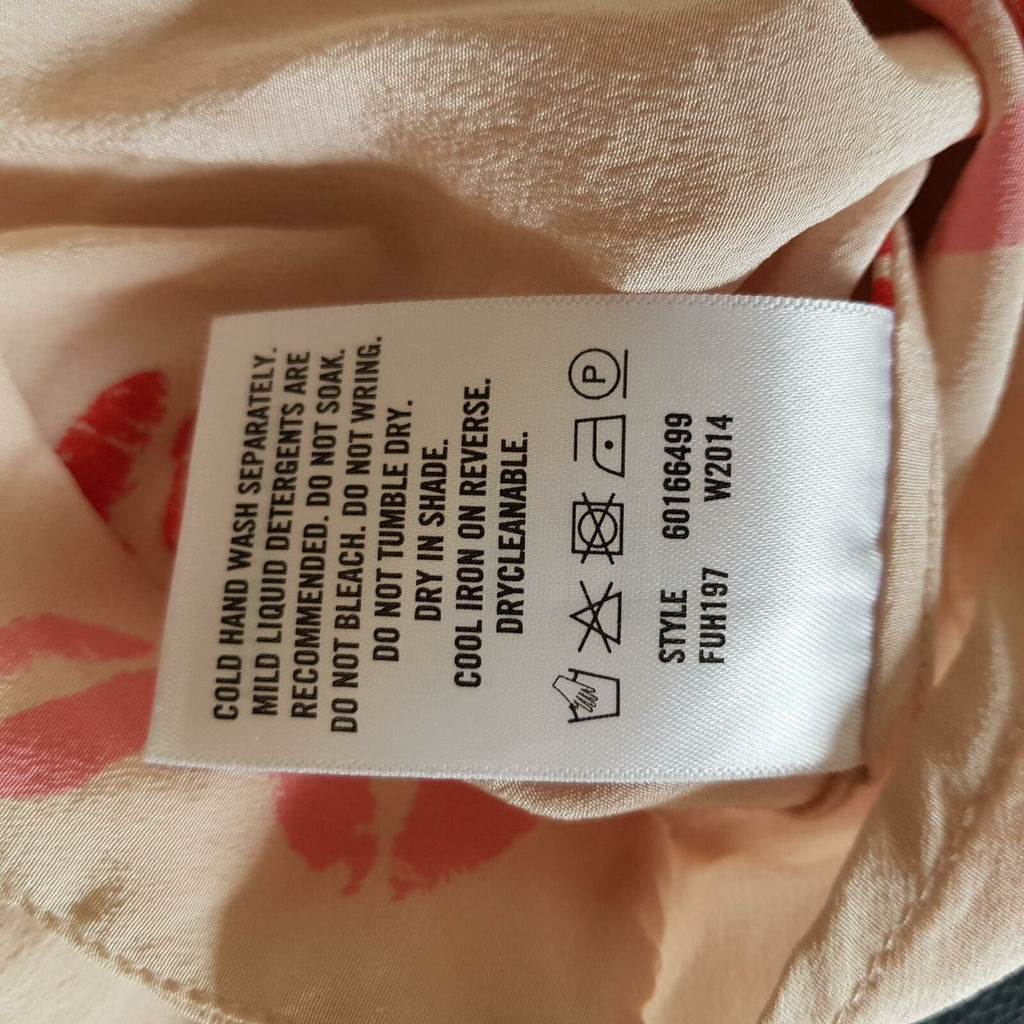 COLD HAND WASH SEPARATELY.
MILD LIQUID DETERGENTS ARE
RECOMMENDED. DO NOT SOAK.
DO NOT BLEACH. DO NOT WRING.
DO NOT TUMBLE DRY.
DRY IN SHADE.
COOL IRON ON REVERSE.
DRYCLEANABLE.
P
STYLE 60166499
FUH197 W2014